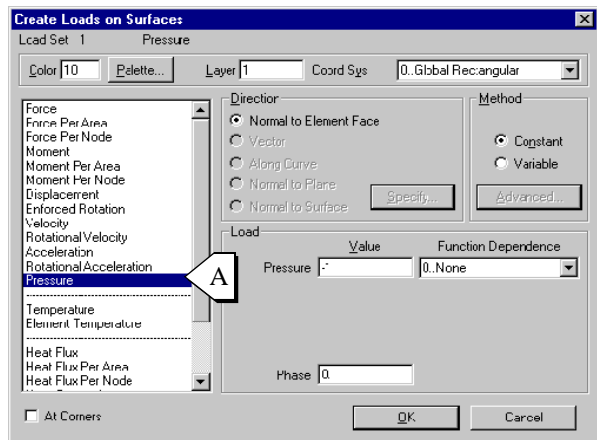 Create Loads on Surfaces
Load Set 1 Pressure
Color 10 Palette... Layer 1 Coord Sys 0..Global Rectangular
Force
Force Per Area
Force Per Node
Moment
Moment Per Area
Moment Per Node
Displacement
Enforced Rotation
Velocity
Rotational Velocity
Acceleration
Rotational Acceleration
Pressure
A
Temperature
Element Temperature
Heat Flux
Heat Flux Per Area
Heat Flux Per Node
At Corners
Direction
Normal to Element Face
Vector
Along Curve
Normal to Plane
Normal to Surface
Specify...
Method
Constant
Variable
Advanced...
Load
Value Function Dependence
Pressure 0..None
Phase 0.
OK Cancel